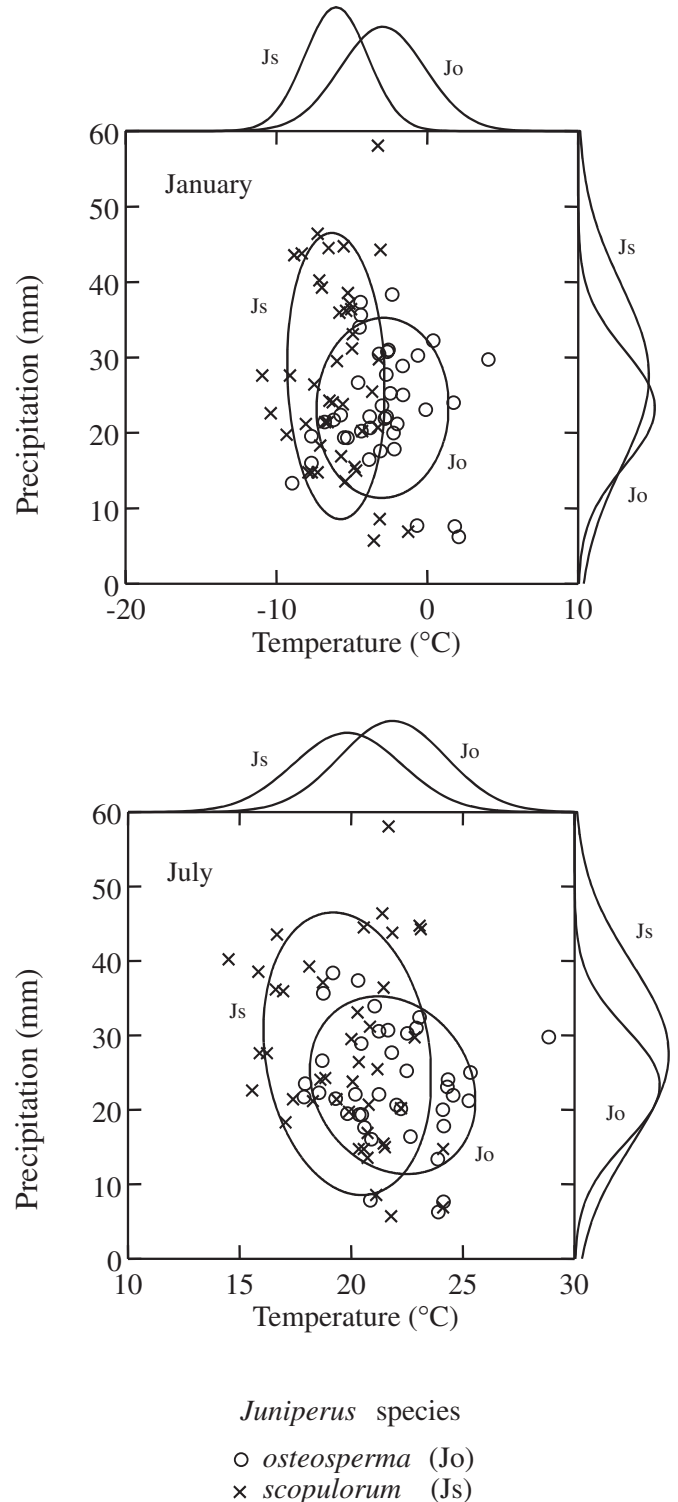 Js
Jo
60
January
50
Js
40
Js
30
20
Jo
10
Jo
0
-20
-10
0
10
Precipitation (mm)
Temperature (°C)
Js
Jo
60
July
50
Js
40
Js
30
20
Jo
Jo
10
0
10
15
20
25
30
Precipitation (mm)
Temperature (°C)
Juniperus species
osteosperma (Jo)
scopulorum (Js)